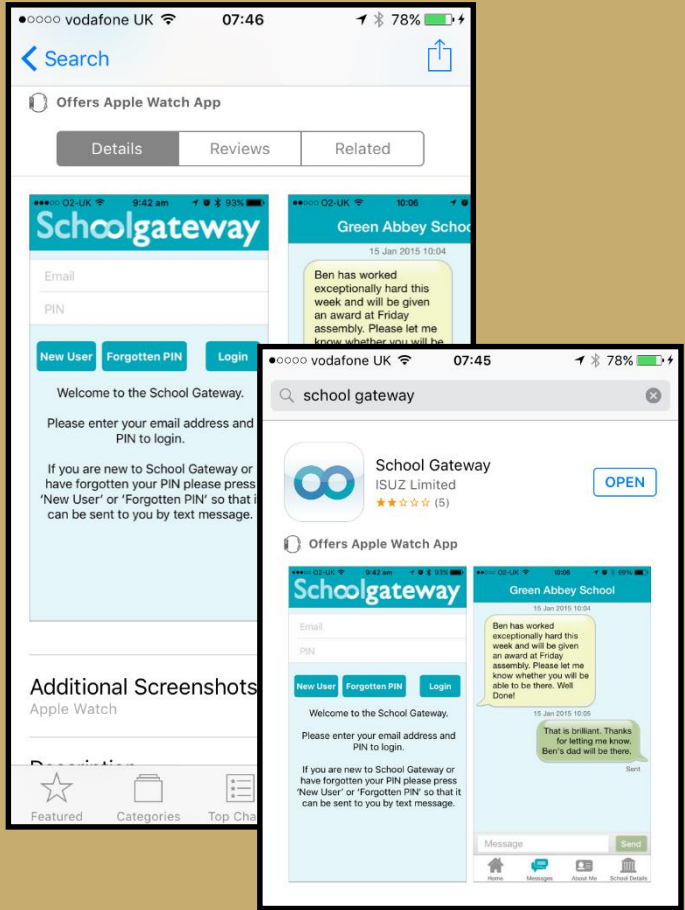 vodafone UK 07:46 78%
Search
Offers Apple Watch App
Details Reviews Related
O2-UK 9:42 am 93%
Schoolgateway
Email
PIN
New User Forgotten PIN Login
Welcome to the School Gateway.
Please enter your email address and
PIN to login.
If you are new to School Gateway or
have forgotten your PIN please press
'New User' or 'Forgotten PIN' so that i
can be sent to you by text message.
O2-UK 10:06
Green Abbey Schoo
15 Jan 2015 10:04
Ben has worked
exceptionally hard this
week and will be given
an award at Friday
assembly. Please let me
know whether you will be
Additional Screenshots
Apple Watch
Description
Featured Categories Top Cha
vodafone UK 07:45 78%
school gateway
School Gateway
ISUZ Limited
(5)
OPEN
Offers Apple Watch App
O2-UK 9:42 am 93%
Schoolgateway
Email
PIN
New User Forgotten PIN Login
Welcome to the School Gateway.
Please enter your email address and
PIN to login.
If you are new to School Gateway or
have forgotten your PIN please press
'New User' or 'Forgotten PIN' so that it
can be sent to you by text message.
O2-UK 10:06 89%
Green Abbey School
15 Jan 2015 10:04
Ben has worked
exceptionally hard this
week and will be given
an award at Friday
assembly. Please let me
know whether you will be
able to be there. Well
Done!
15 Jan 2015 10:05
That is brilliant. Thanks
for letting me know.
Ben's dad will be there.
Sent
Message Send
Home Messages About Me School Details